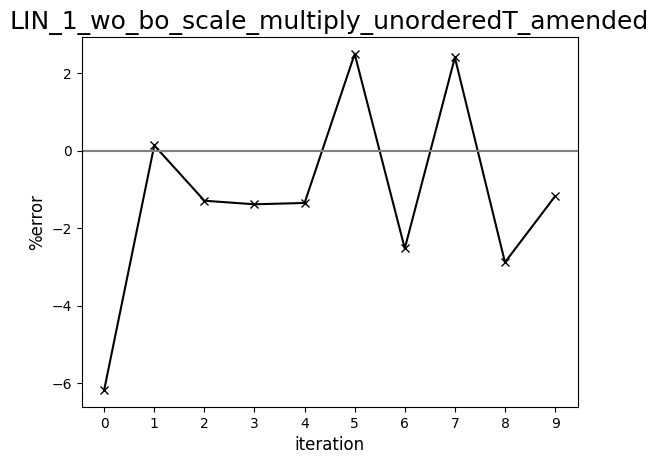 LIN_1_wo_bo_scale_multiply_unorderedT_amended
2
0
−2
−4
−6
%error
0 1 2 3 4 5 6 7 8 9
iteration